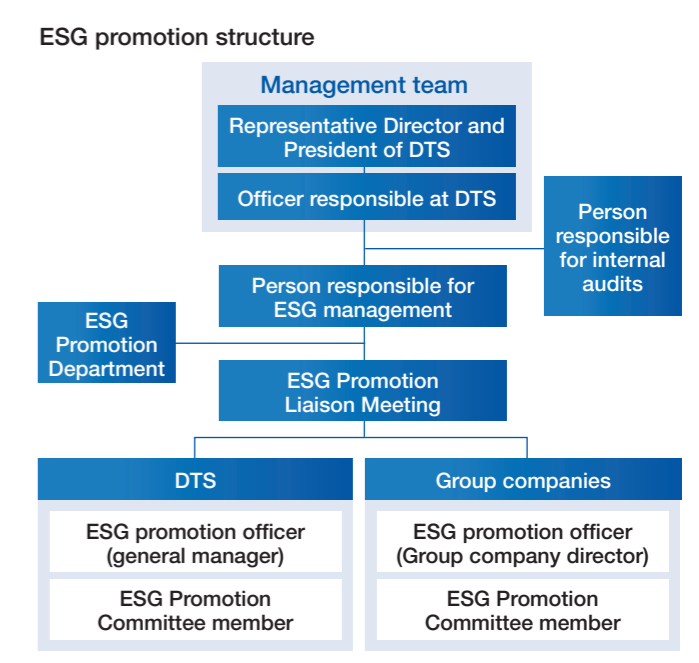 ESG promotion structure
Management team
Representative Director and
President of DTS
Officer responsible at DTS
Person
responsible
for internal
audits
Person responsible for
ESG management
ESG
Promotion
Department
ESG Promotion
Liaison Meeting
DTS
ESG promotion officer
(general manager)
ESG Promotion
Committee member
Group companies
ESG promotion officer
(Group company director)
ESG Promotion
Committee member